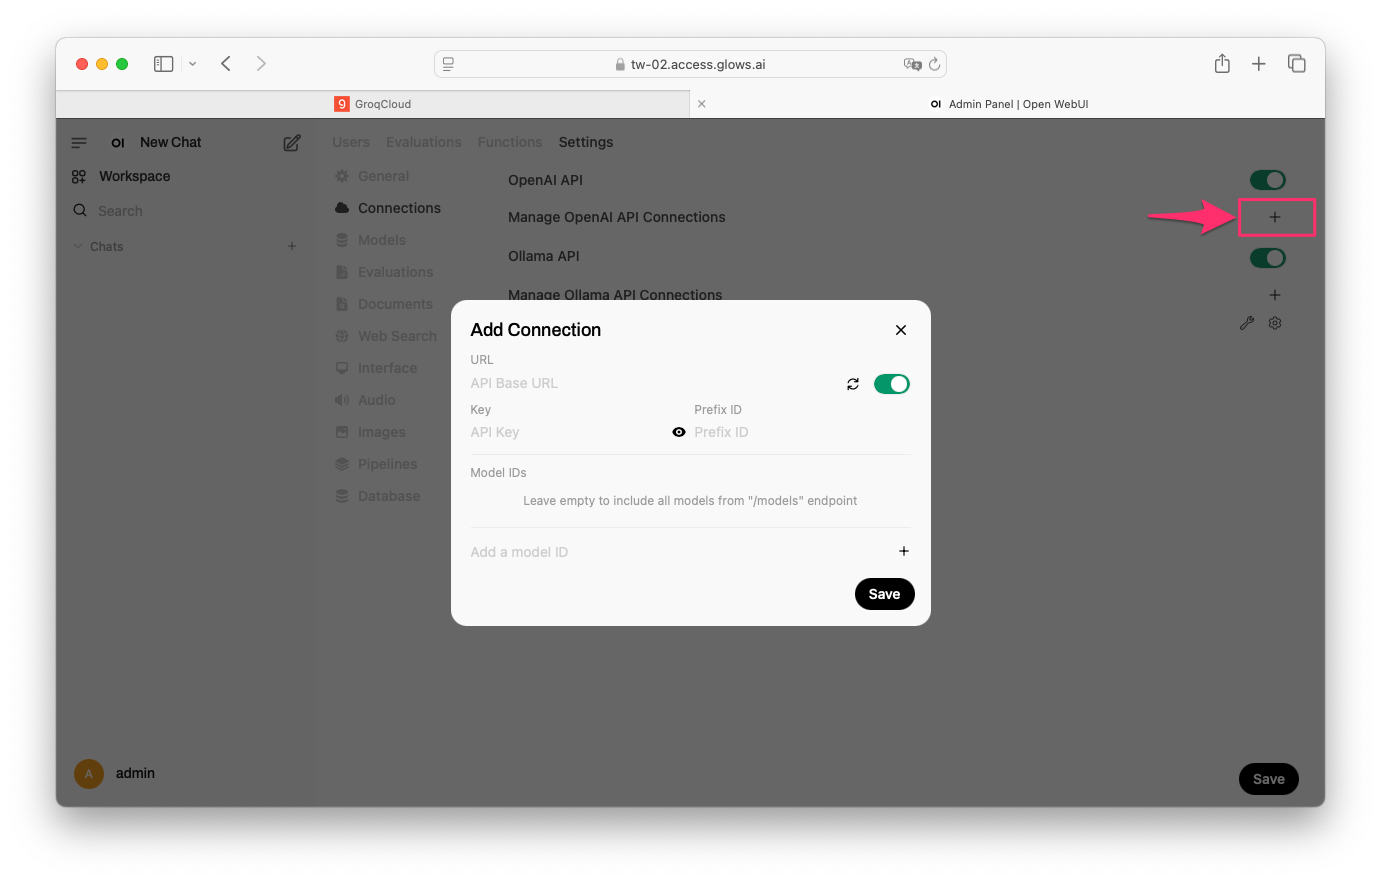 tw-02.access.glows.ai
9 GroqCloud
OI Admin Panel | Open WebUI
OI New Chat
Workspace
Search
Chats
Users Evaluations Functions Settings
General
Connections
Models
Evaluations
Documents
Web Search
Interface
Audio
Images
Pipelines
Database
OpenAI API
Manage OpenAI API Connections
Ollama API
Manage Ollama API Connections
Add Connection
URL
API Base URL
Key Prefix ID
API Key Prefix ID
Model IDs
Leave empty to include all models from "/models" endpoint
Add a model ID
Save
A admin
Save